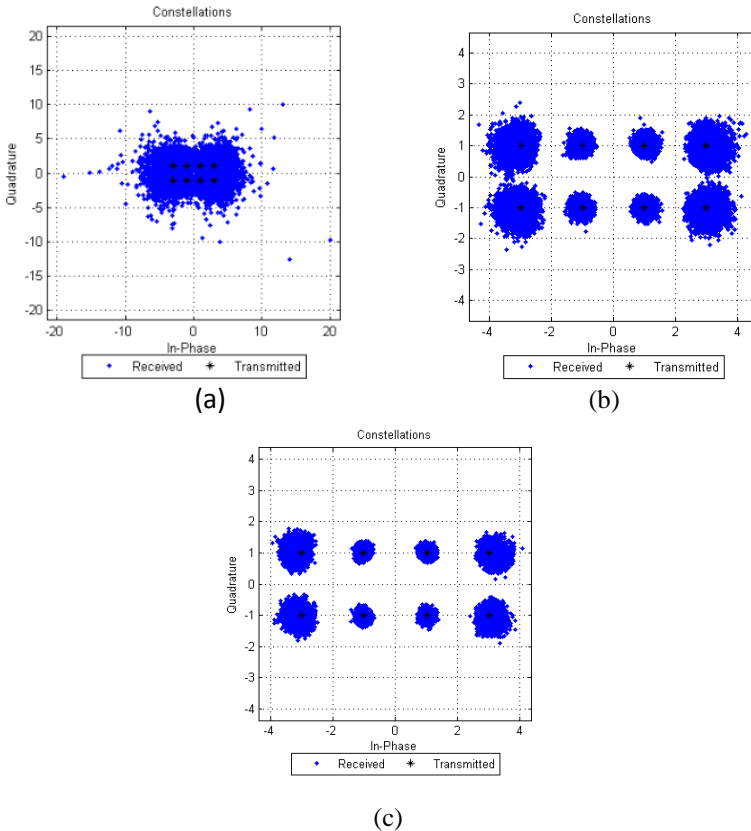 Constellations
20
15
10
5
0
-5
-10
-15
-20
Quadrature
-20 -10 0 10 20
In-Phase
Received Transmitted
(a)
Constellations
4
3
2
1
0
-1
-2
-3
-4
Quadrature
-4 -2 0 2 4
In-Phase
Received Transmitted
(b)
Constellations
4
3
2
1
0
-1
-2
-3
-4
Quadrature
-4 -2 0 2 4
In-Phase
Received Transmitted
(c)